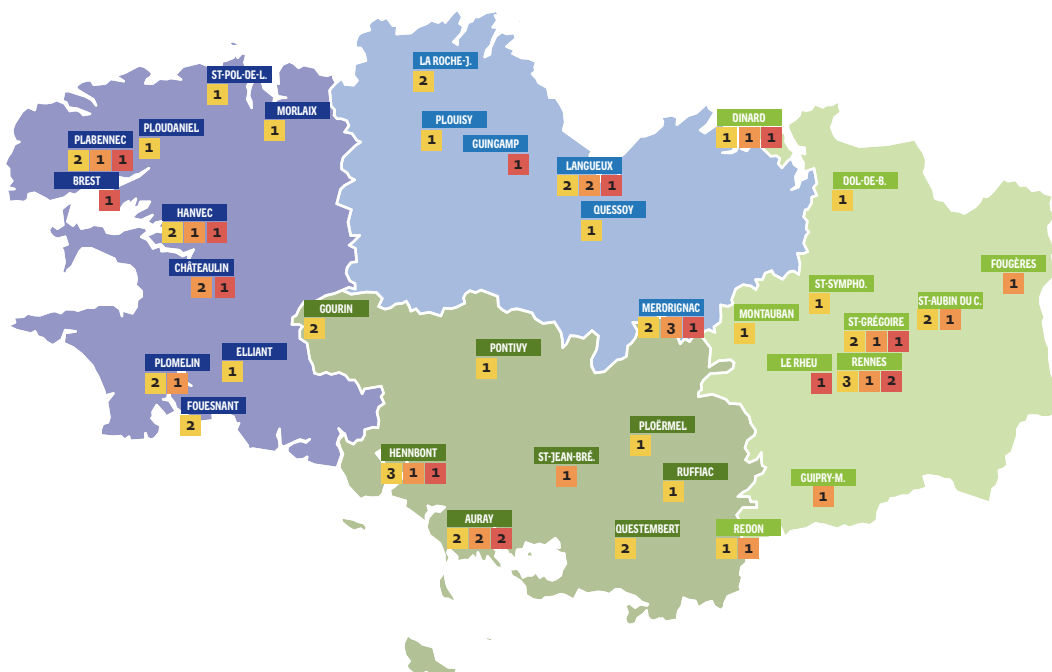 LA ROCHE-J.
2
ST-POL-DE-L.
1
MORLAIX
1
PLOUDANIEL
1
PLABENNEC
2 1 1
BREST
1
HANVEC
2 1 1
CHÂTEAULIN
2 1
PLOMELIN
2 1
ELLIANT
1
FOUESNANT
2
PLOUISY
1
GUINGAMP
1
LANGUEUX
2 2 1
QUESSOY
1
MERDRIGNAC
2 3 1
DINARD
1 1 1
DOL-DE-B.
1
FOUGÈRES
1
ST-SYMPHO.
1
ST-AUBIN DU C.
2 1
MONTAUBAN
1
ST-GRÉGOIRE
2 1 1
LE RHEU
1
RENNES
3 1 2
GUIPRY-M.
1
REDON
1 1
GOURIN
2
PONTIVY
1
PLOËRMEL
1
HENNBONT
3 1 1
ST-JEAN-BRÉ.
1
RUFFIAC
1
AURAY
2 2 2
QUESTEMBERT
2